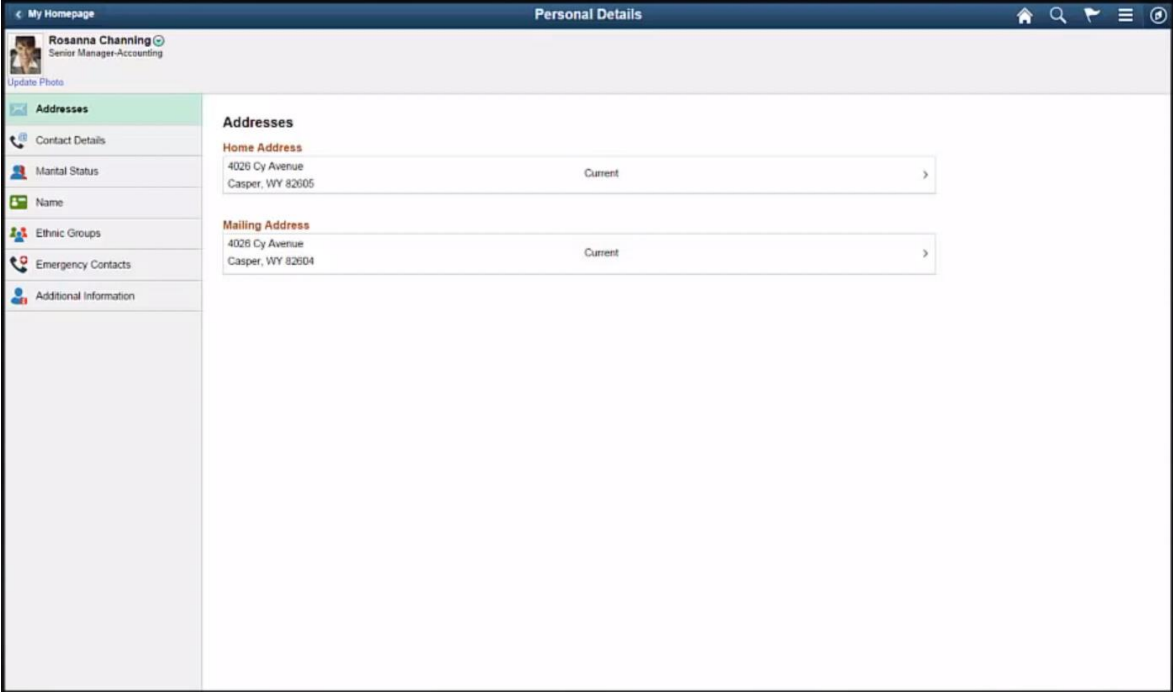 My Homepage
Personal Details
Rosanna Channing
Senior Manager-Accounting
Update Photo
Addresses
Contact Details
Marital Status
Name
Ethnic Groups
Emergency Contacts
Additional Information
Addresses
Home Address
4026 Cy Avenue
Casper, WY 82605
Current
Mailing Address
4026 Cy Avenue
Casper, WY 82604
Current